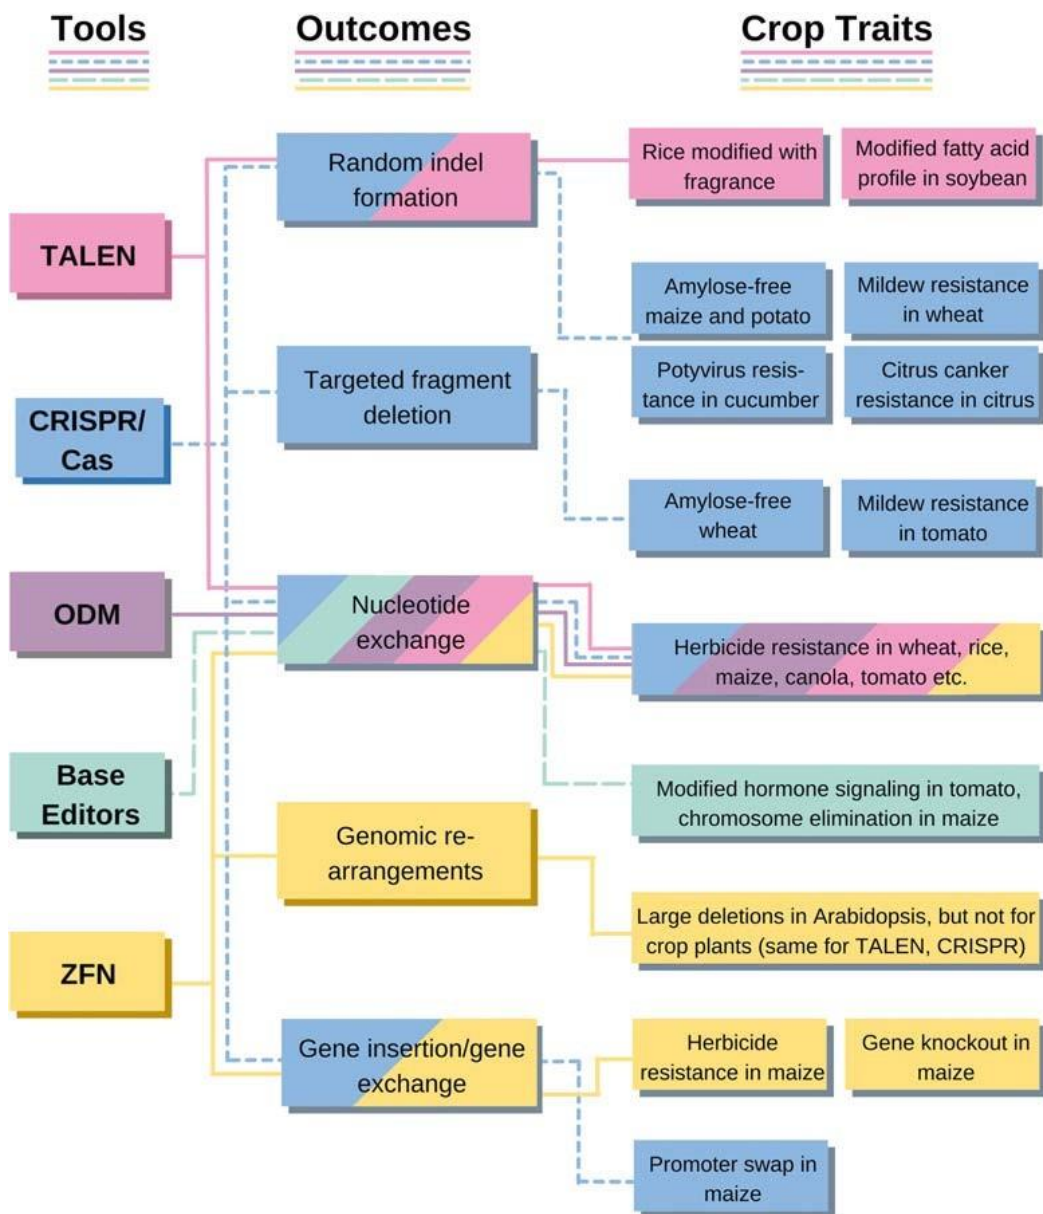 Tools
Outcomes
Crop Traits
TALEN
CRISPR/
Cas
ODM
Base
Editors
ZFN
Random indel
formation
Targeted fragment
deletion
Nucleotide
exchange
Genomic re-
arrangements
Gene insertion/gene
exchange
Rice modified with
fragrance
Modified fatty acid
profile in soybean
Amylose-free
maize and potato
Mildew resistance
in wheat
Potyvirus resis-
tance in cucumber
Citrus canker
resistance in citrus
Amylose-free
wheat
Mildew resistance
in tomato
Herbicide resistance in wheat, rice,
maize, canola, tomato etc.
Modified hormone signaling in tomato,
chromosome elimination in maize
Large deletions in Arabidopsis, but not for
crop plants (same for TALEN, CRISPR)
Herbicide
resistance in maize
Gene knockout in
maize
Promoter swap in
maize